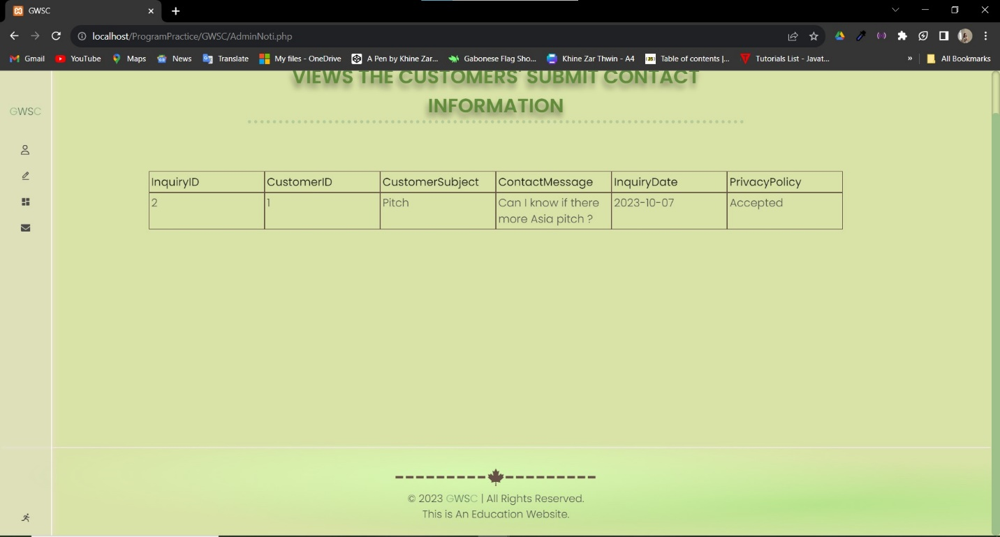 GWSC
localhost/ProgramPractice/GWSC/AdminNoti.php
Gmail YouTube Maps News Translate My files - OneDrive A Pen by Khine Zar... Gabonese Flag Sho... Khine Zar Thwin - A4 Table of contents |... Tutorials List - Javat... » All Bookmarks
VIEWS THE CUSTOMERS' SUBMIT CONTACT
INFORMATION
GWSC
InquiryID CustomerID CustomerSubject ContactMessage InquiryDate PrivacyPolicy
2 1 Pitch Can I know if there 2023-10-07 Accepted
more Asia pitch ?
© 2023 GWSC | All Rights Reserved.
This is An Education Website.